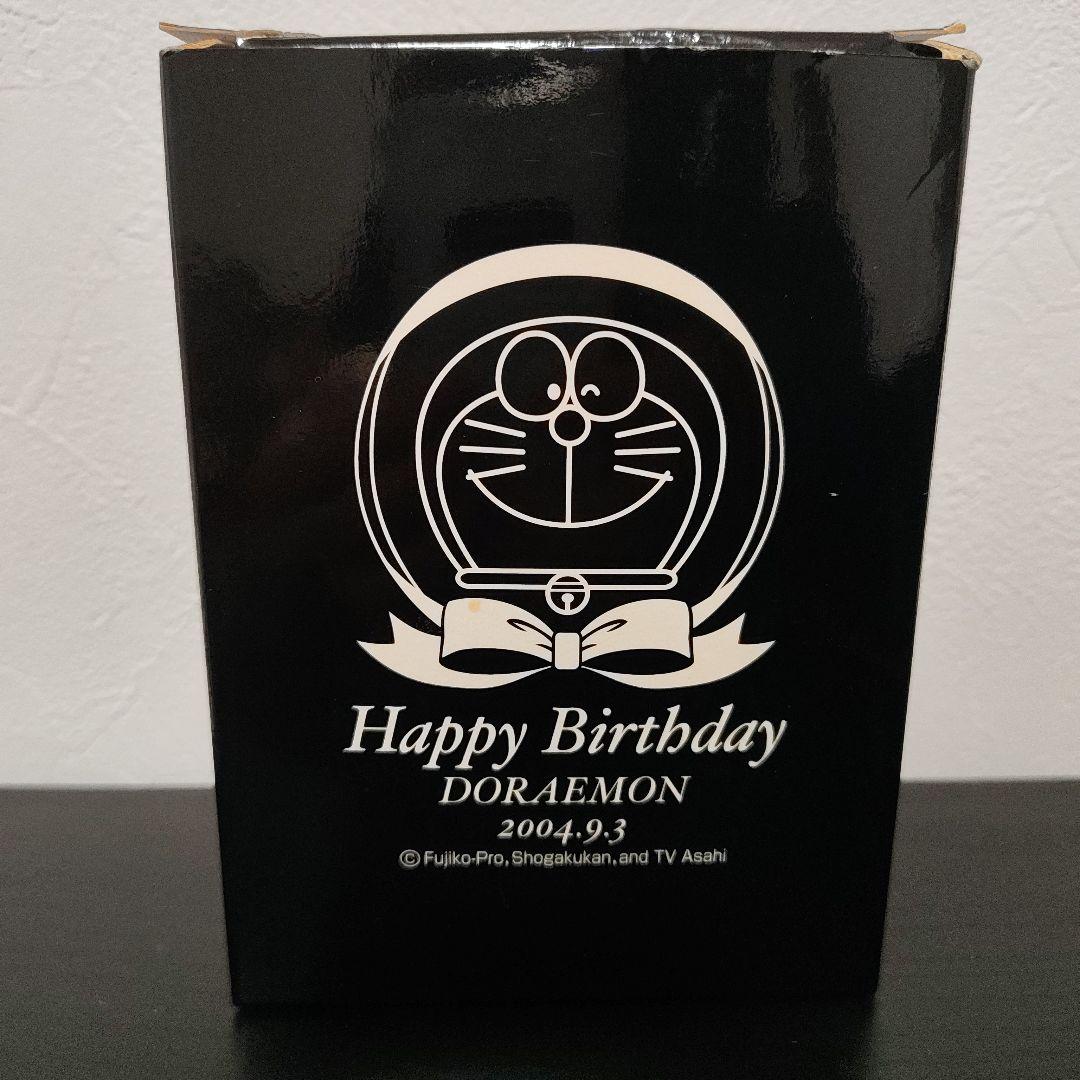 Happy Birthday
DORAEMON
2004.9.3
©Fujiko-Pro, Shogakukan, and TV Asahi